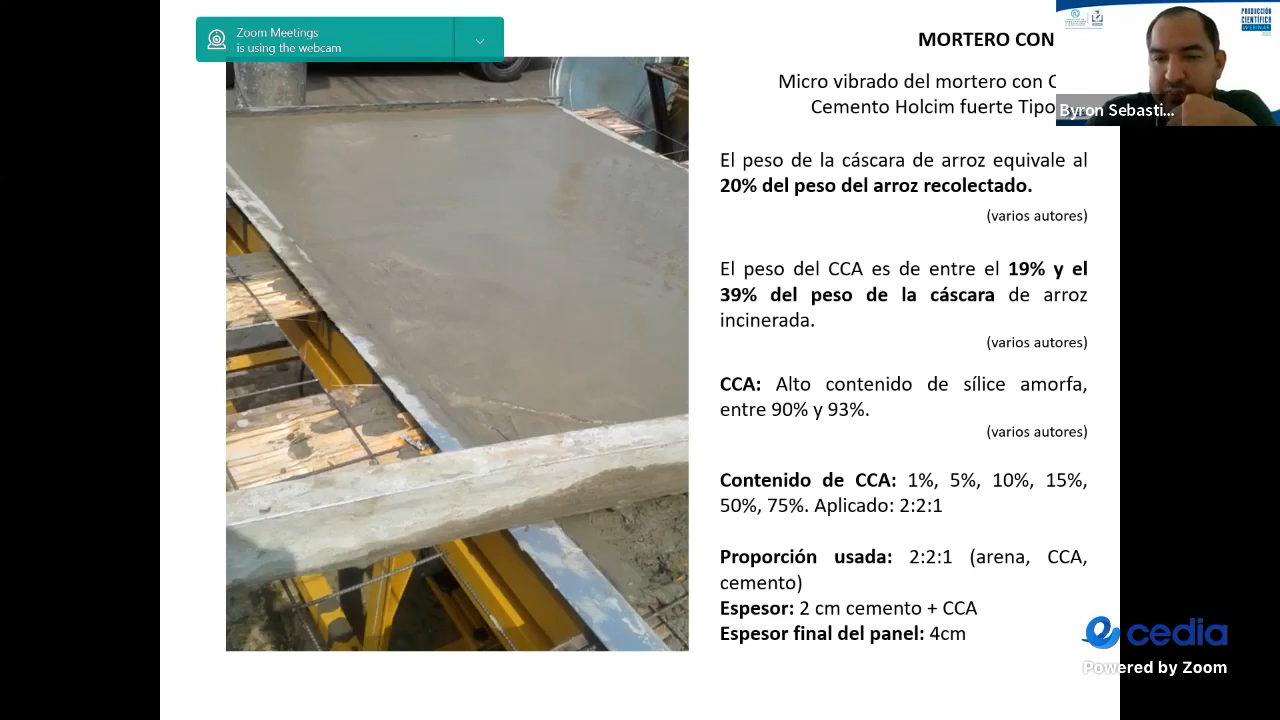 Zoom Meetings
is using the webcam
MORTERO CON
Micro vibrado del mortero con
Cemento Holcim fuerte Tipo
El peso de la cáscara de arroz equivale al
20% del peso del arroz recolectado.
(varios autores)
El peso del CCA es de entre el 19% y el
39% del peso de la cáscara de arroz
incinerada.
(varios autores)
CCA: Alto contenido de sílice amorfa,
entre 90% y 93%.
(varios autores)
Contenido de CCA: 1%, 5%, 10%, 15%,
50%, 75%. Aplicado: 2:2:1
Proporción usada: 2:2:1 (arena, CCA,
cemento)
Espesor: 2 cm cemento + CCA
Espesor final del panel: 4cm
PRODUCCIÓN
CIENTÍFICA
WEBINAR
Byron Sebasti...
cedia
Powered by Zoom